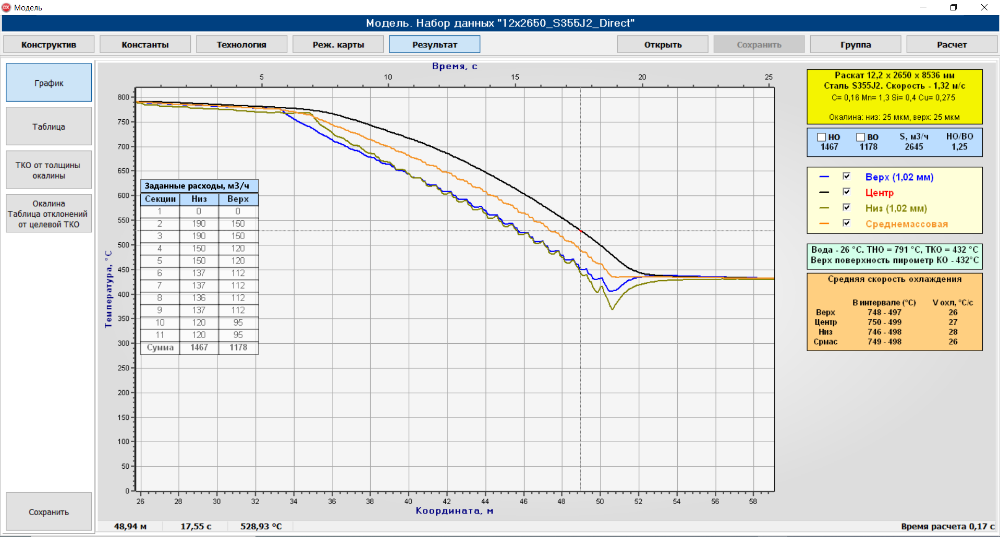 Модель
Модель. Набор данных "12x2650_S355J2_Direct"
Конструктив Константы Технология Реж. карты Результат Открыть Сохранить Группа Расчет
График
Таблица
ТКО от толщины
окалины
Окалина
Таблица отклонений
от целевой ТКО
Сохранить
Время, с
5 10 15 20 25
Температура, °C
800
750
700
650
600
550
500
450
400
350
300
250
200
150
100
50
0
Заданные расходы, м3/ч
Секции Низ Верх
1 0 0
2 190 150
3 190 150
4 150 120
5 150 120
6 137 112
7 137 112
8 136 112
9 137 112
10 120 95
11 120 95
Сумма 1467 1178
26 28 30 32 34 36 38 40 42 44 46 48 50 52 54 56 58
Координата, м
Раскат 12,2 x 2650 x 8536 мм
Сталь S355J2. Скорость - 1,32 м/с
C= 0,16 Mn= 1,3 Si= 0,4 Cu= 0,275
Окалина: низ: 25 мкм, верх: 25 мкм
НО ВО S, м3/ч НО/ВО
1467 1178 2645 1,25
Верх (1,02 мм)
Центр
Низ (1,02 мм)
Среднемассовая
Вода - 26 °C. ТНО = 791 °C, ТКО = 432 °C
Верх поверхность пирометр КО - 432°C
Средняя скорость охлаждения
В интервале (°C) V охл, °C/c
Верх 748 - 497 26
Центр 750 - 499 27
Низ 746 - 498 28
Срмас 749 - 498 26
48,94 м 17,55 с 528,93 °C Время расчета 0,17 с